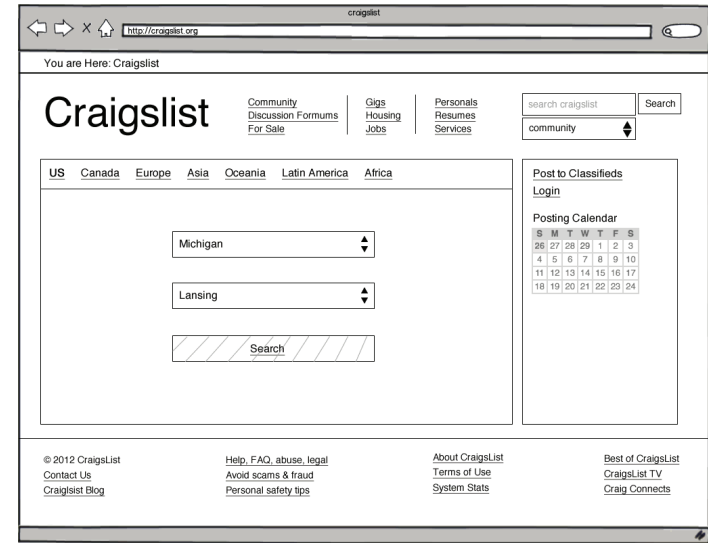 craigslist
http://craigslist.org
You are Here: Craigslist
Craigslist
Community
Discussion Formums
For Sale
Gigs
Housing
Jobs
Personals
Resumes
Services
search craigslist
Search
community
US Canada Europe Asia Oceania Latin America Africa
Michigan
Lansing
Search
Post to Classifieds
Login
Posting Calendar
S M T W T F S
26 27 28 29 1 2 3
4 5 6 7 8 9 10
11 12 13 14 15 16 17
18 19 20 21 22 23 24
© 2012 CraigsList
Contact Us
Craiglsist Blog
Help, FAQ, abuse, legal
Avoid scams & fraud
Personal safety tips
About CraigsList
Terms of Use
System Stats
Best of CraigsList
CraigsList TV
Craig Connects